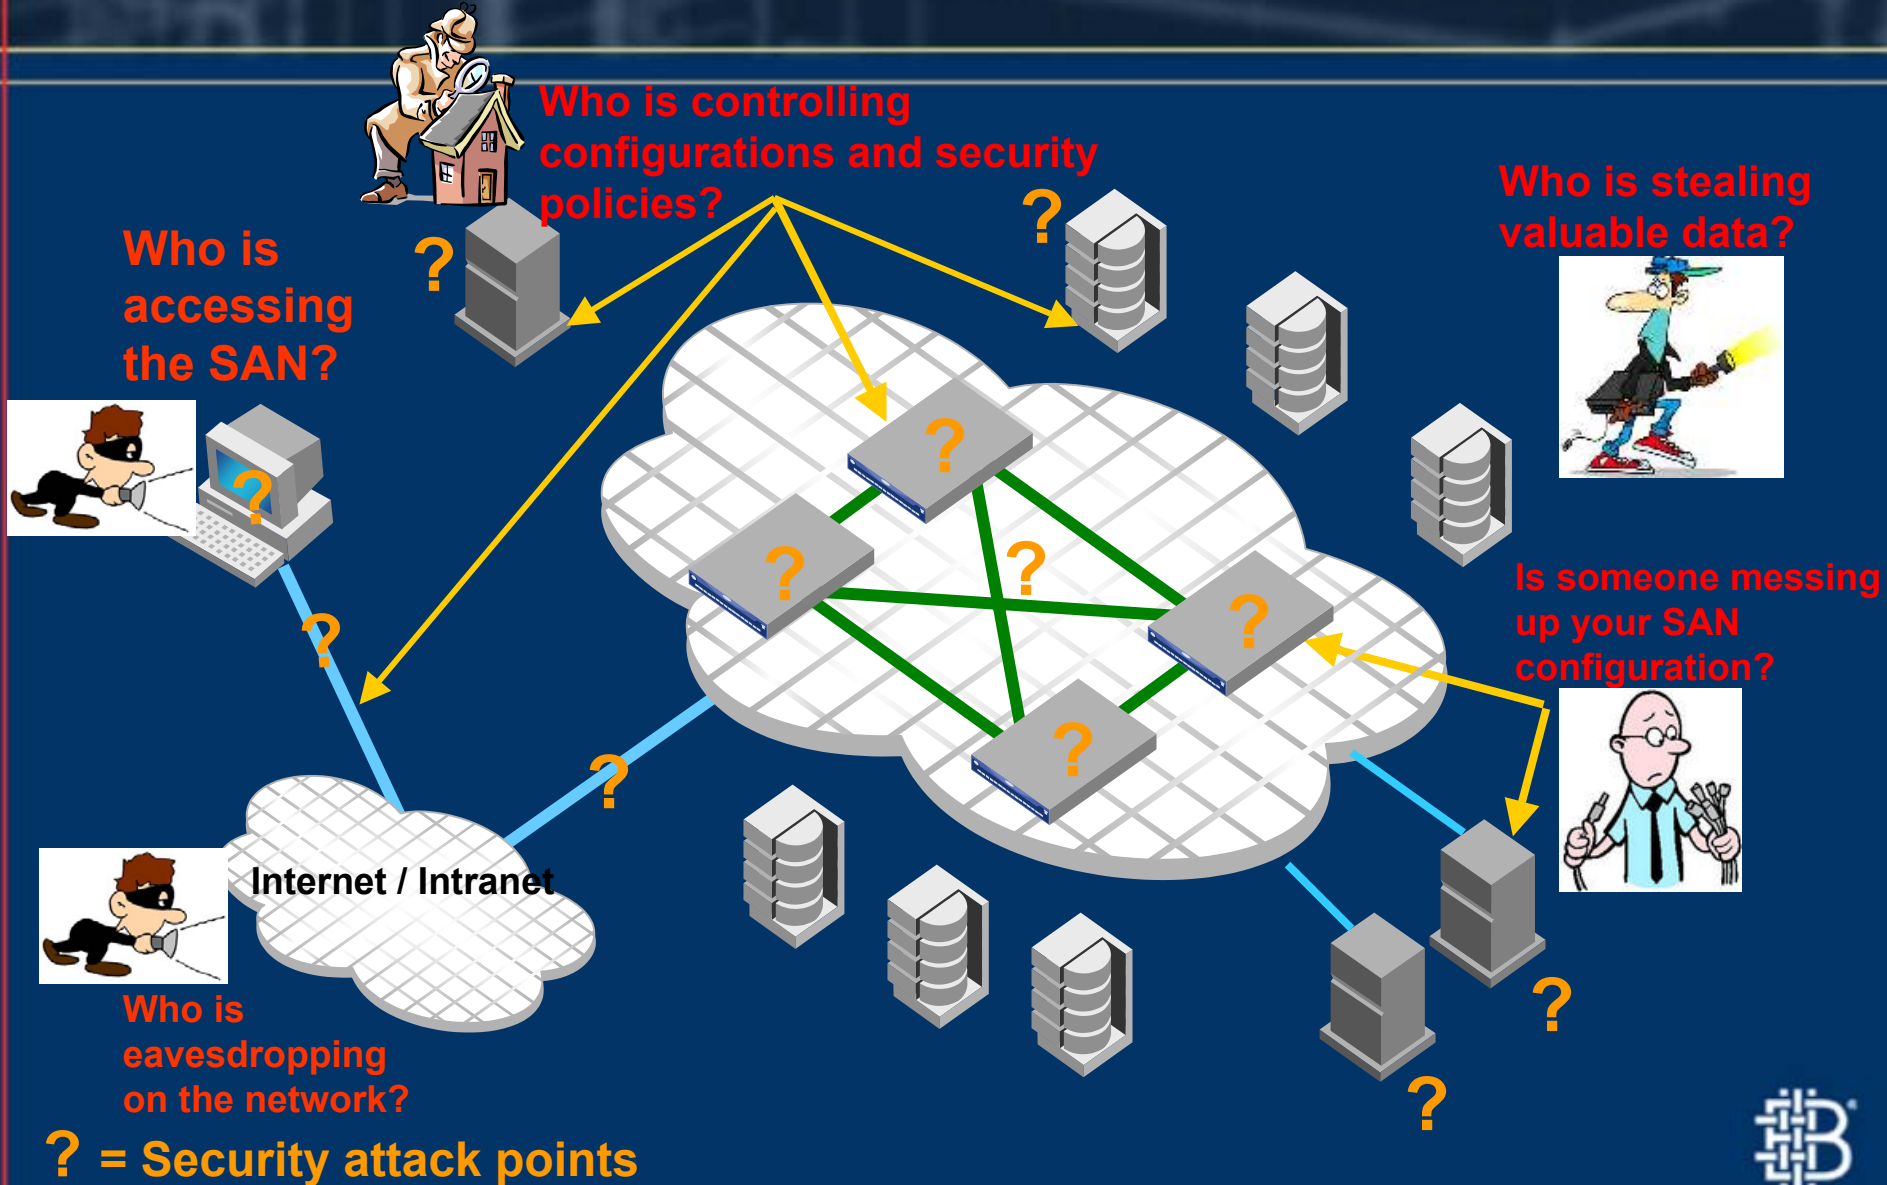 Who is controlling
configurations and security
policies?
Who is stealing
valuable data?
Who is
accessing
the SAN?
?
?
?
?
?
?
?
?
?
?
?
Is someone messing
up your SAN
configuration?
Internet / Intranet
?
?
Who is
eavesdropping
on the network?
? = Security attack points
B